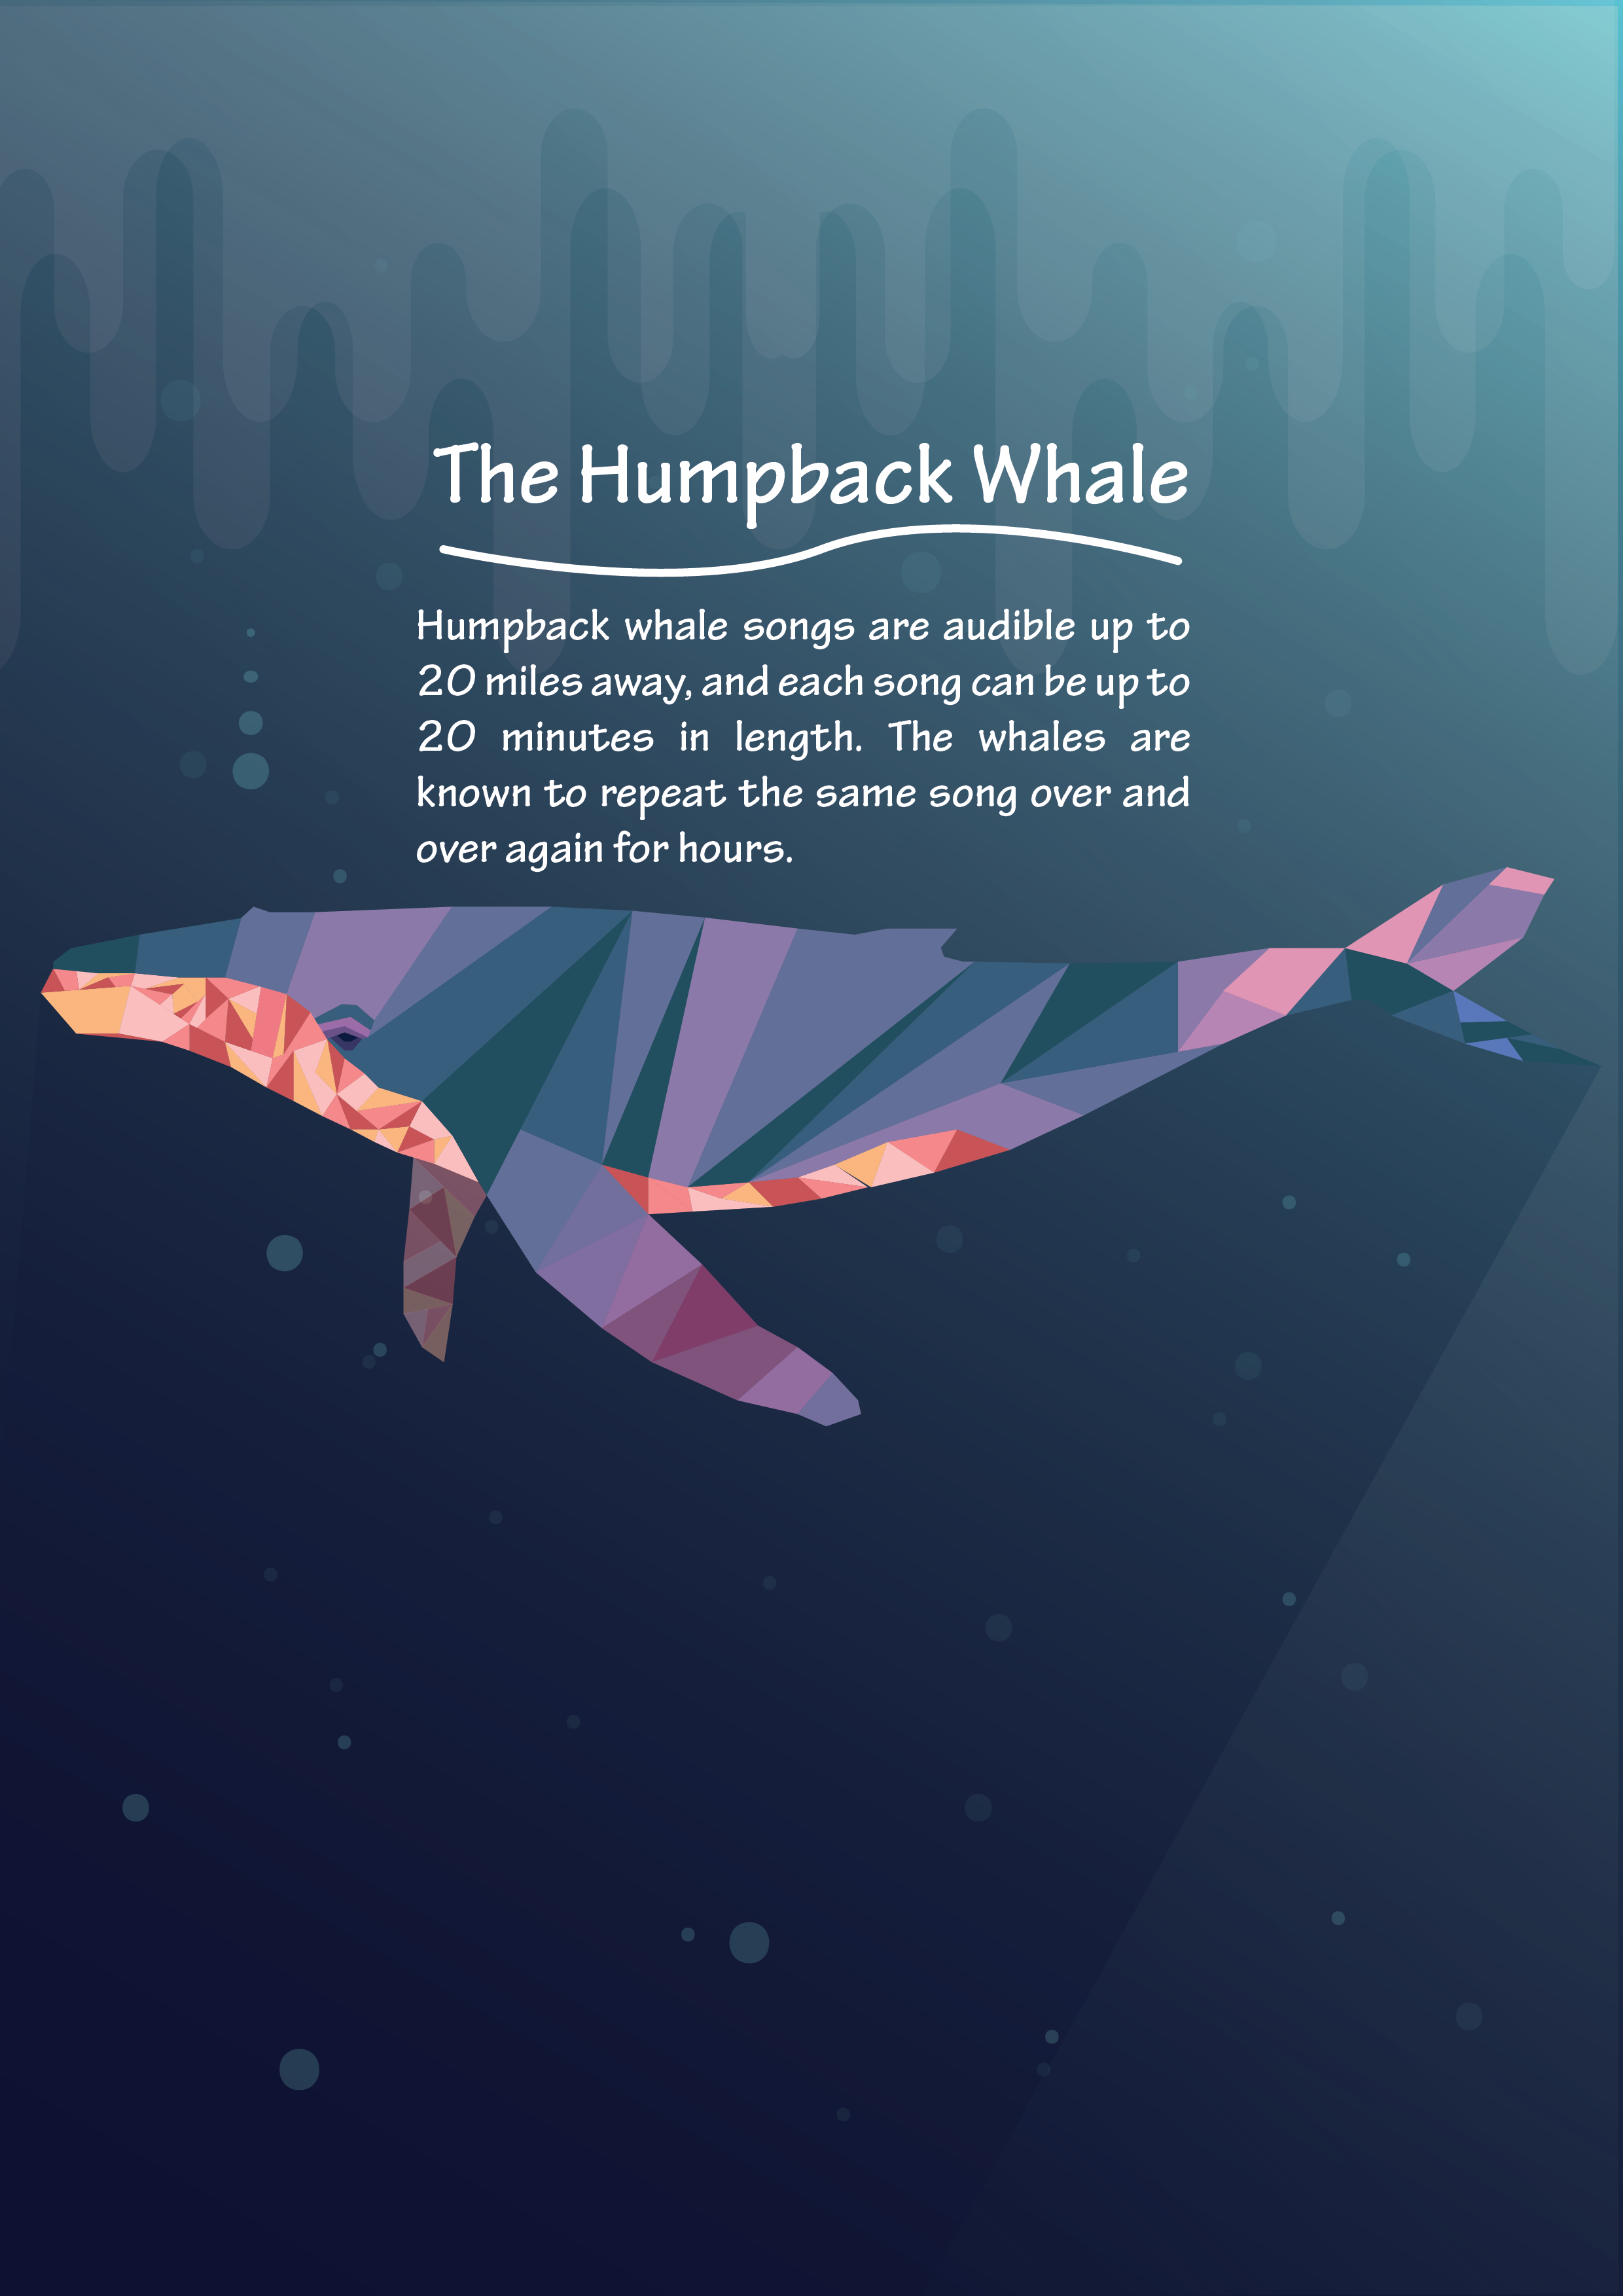 The Humpback Whale
Humpback whale songs are audible up to
20 miles away, and each song can be up to
20 minutes in length. The whales are
known to repeat the same song over and
over again for hours.